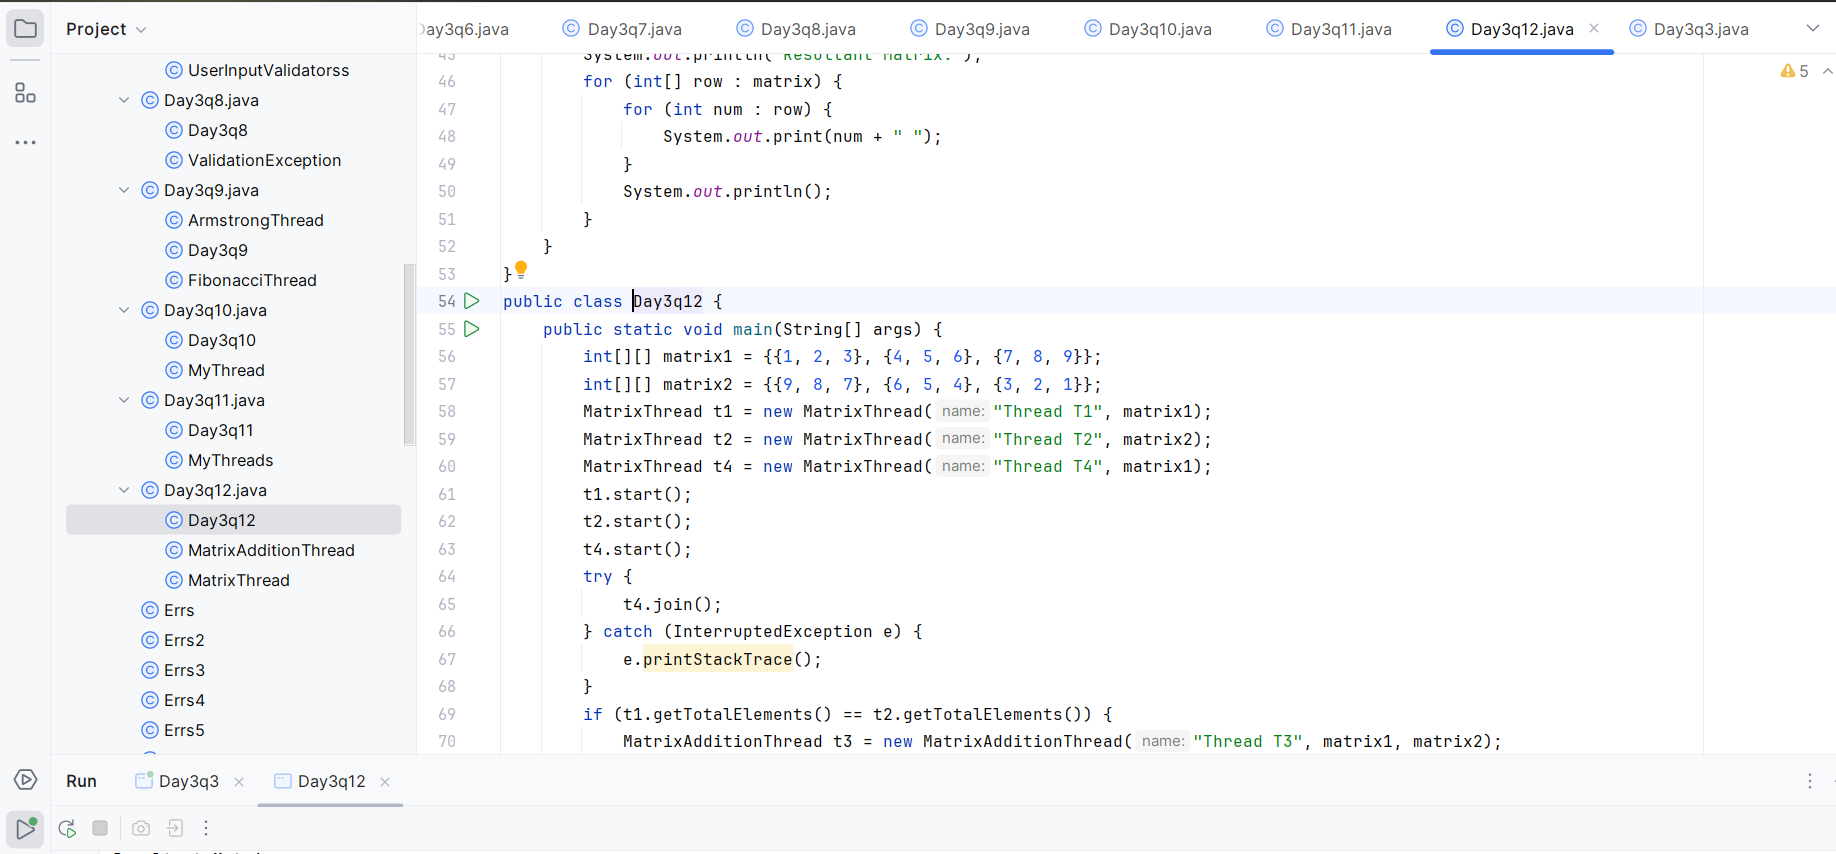 Project
Day3q6.java
Day3q7.java
Day3q8.java
Day3q9.java
Day3q10.java
Day3q11.java
Day3q12.java
Day3q3.java
UserInputValidatorss
Day3q8.java
Day3q8
ValidationException
Day3q9.java
ArmstrongThread
Day3q9
FibonacciThread
Day3q10.java
Day3q10
MyThread
Day3q11.java
Day3q11
MyThreads
Day3q12.java
Day3q12
MatrixAdditionThread
MatrixThread
Errs
Errs2
Errs3
Errs4
Errs5
5
45 System.out.println("Resultant Matrix:");
46 for (int[] row : matrix) {
47 for (int num : row) {
48 System.out.print(num + " ");
49 }
50 System.out.println();
51 }
52 }
53 }
54 public class Day3q12 {
55 public static void main(String[] args) {
56 int[][] matrix1 = {{1, 2, 3}, {4, 5, 6}, {7, 8, 9}};
57 int[][] matrix2 = {{9, 8, 7}, {6, 5, 4}, {3, 2, 1}};
58 MatrixThread t1 = new MatrixThread( name: "Thread T1", matrix1);
59 MatrixThread t2 = new MatrixThread( name: "Thread T2", matrix2);
60 MatrixThread t4 = new MatrixThread( name: "Thread T4", matrix1);
61 t1.start();
62 t2.start();
63 t4.start();
64 try {
65 t4.join();
66 } catch (InterruptedException e) {
67 e.printStackTrace();
68 }
69 if (t1.getTotalElements() == t2.getTotalElements()) {
70 MatrixAdditionThread t3 = new MatrixAdditionThread( name: "Thread T3", matrix1, matrix2);
Run
Day3q3
Day3q12